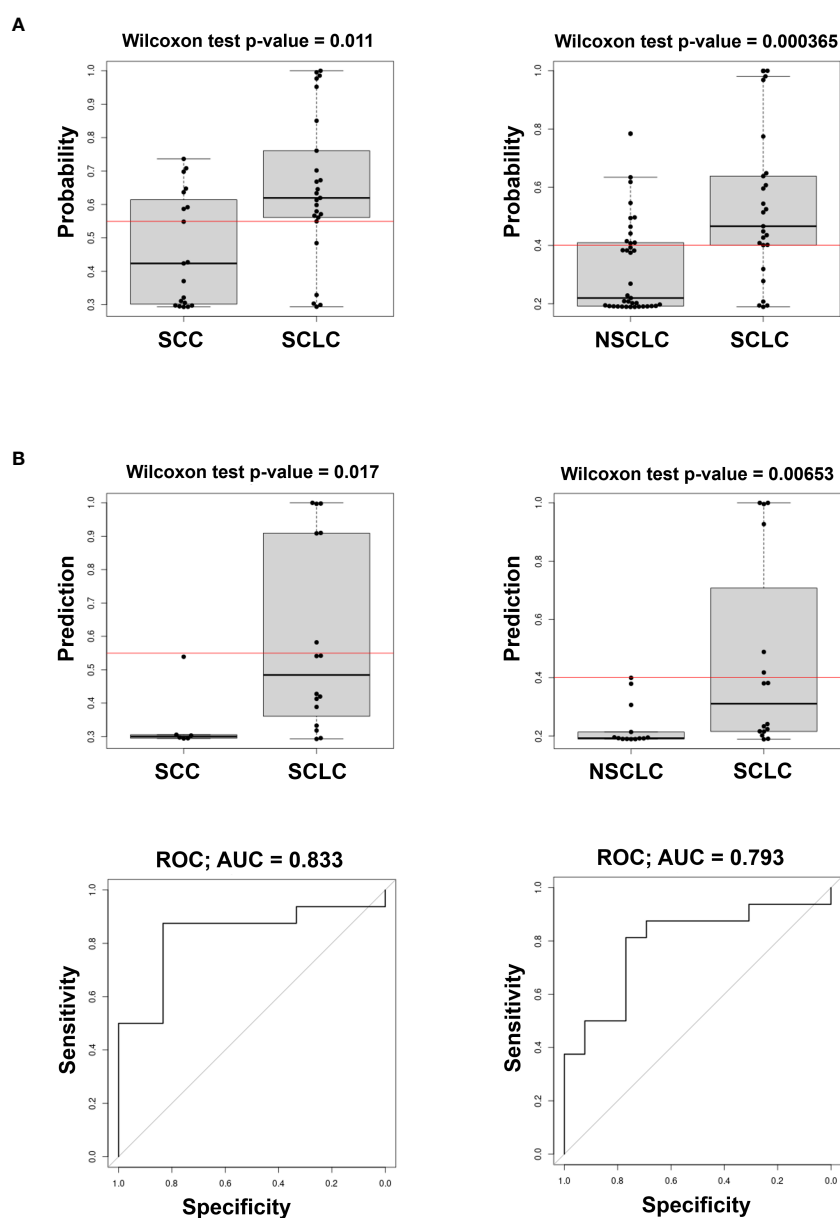 A
Wilcoxon test p-value = 0.011
Probability
1.0
0.9
0.8
0.7
0.6
0.5
0.4
0.3
SCC
SCLC
Wilcoxon test p-value = 0.000365
Probability
1.0
0.8
0.6
0.4
0.2
NSCLC
SCLC
B
Wilcoxon test p-value = 0.017
Prediction
1.0
0.9
0.8
0.7
0.6
0.5
0.4
0.3
SCC
SCLC
Wilcoxon test p-value = 0.00653
Prediction
1.0
0.8
0.6
0.4
0.2
NSCLC
SCLC
ROC; AUC = 0.833
Sensitivity
1.0
0.8
0.6
0.4
0.2
0.0
1.0 0.8 0.6 0.4 0.2 0.0
Specificity
ROC; AUC = 0.793
Sensitivity
1.0
0.8
0.6
0.4
0.2
0.0
1.0 0.8 0.6 0.4 0.2 0.0
Specificity